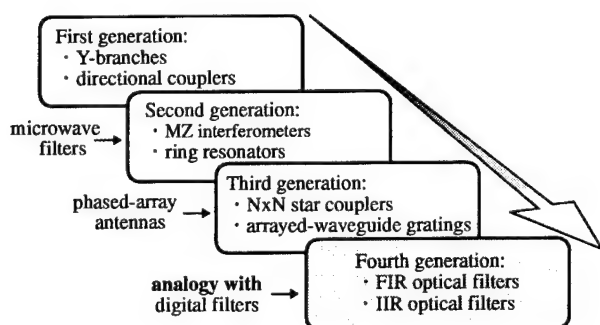 First generation:
· Y-branches
· directional couplers
Second generation:
· MZ interferometers
· ring resonators
microwave
filters
Third generation:
· NxN star couplers
· arrayed-waveguide gratings
phased-array
antennas
Fourth generation:
· FIR optical filters
· IIR optical filters
analogy with
digital filters